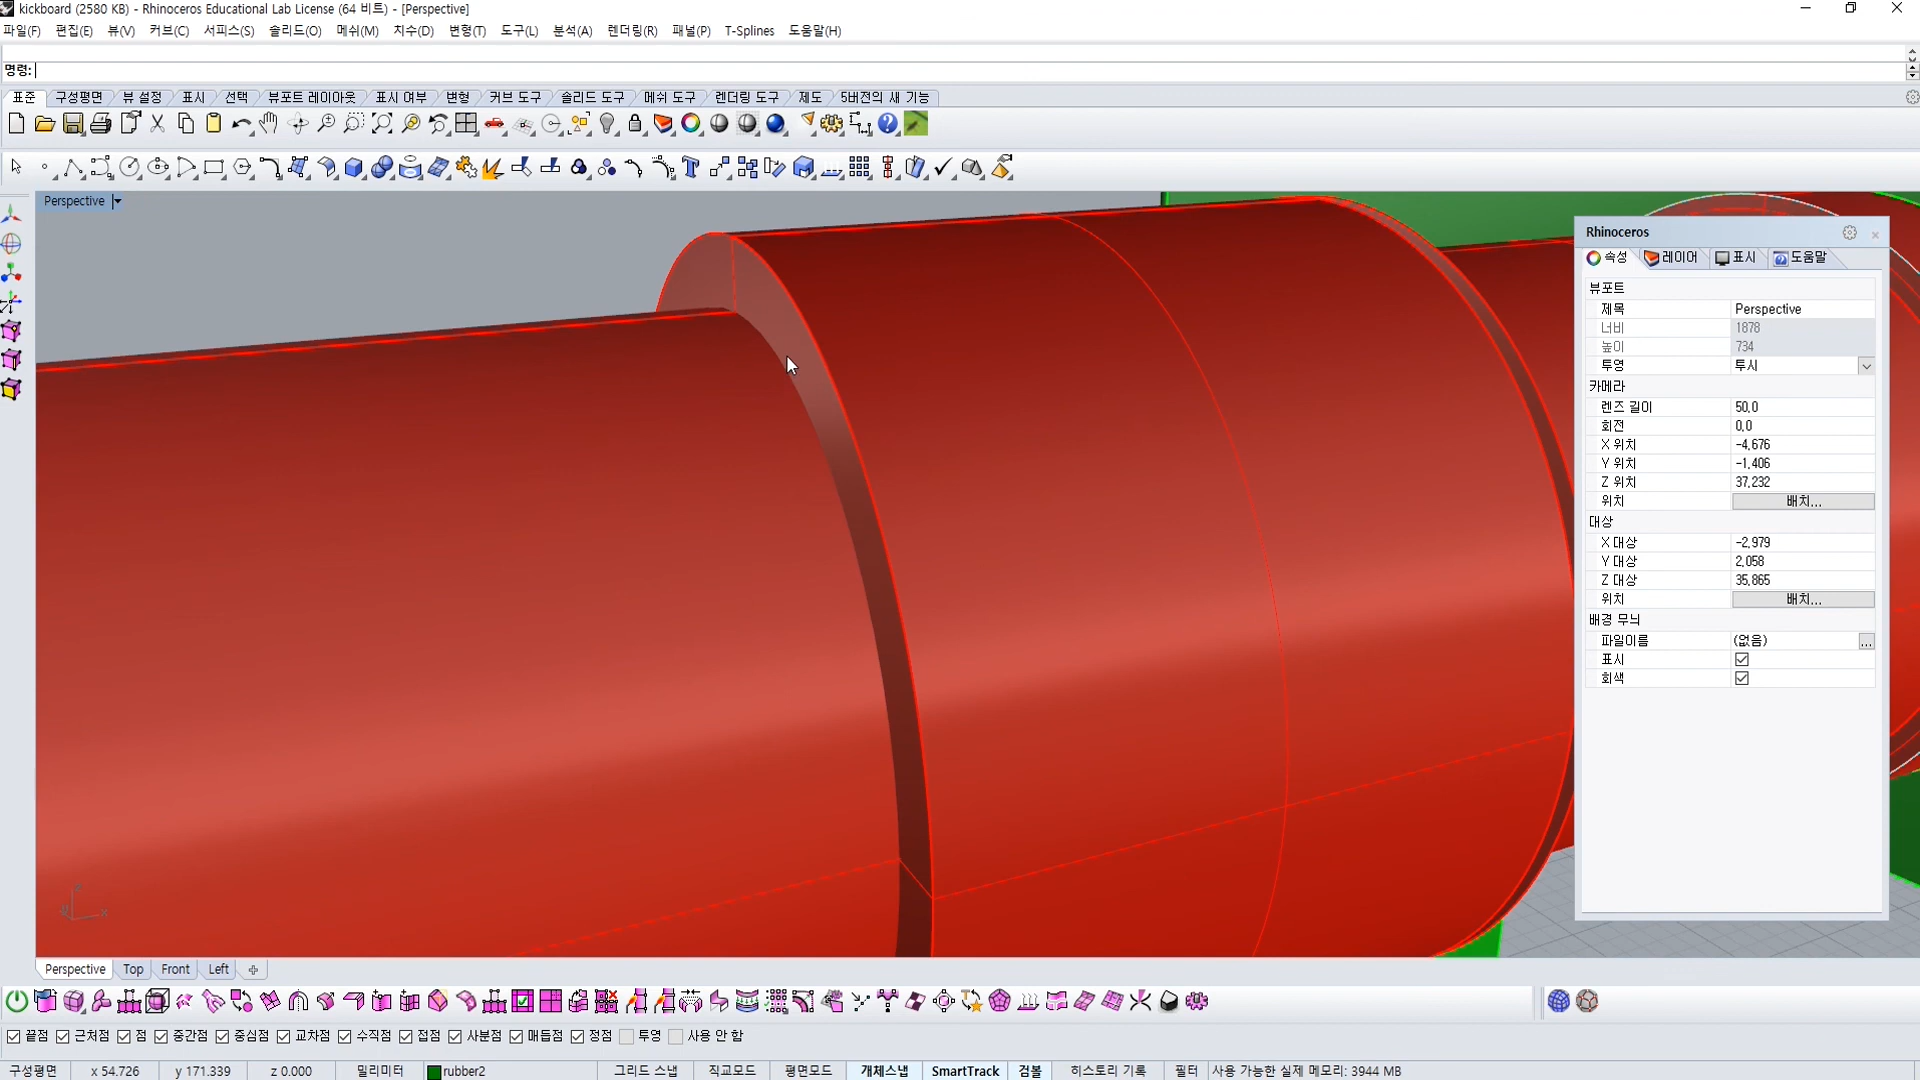 kickboard (2580 KB) - Rhinoceros Educational Lab License (64 비트) - [Perspective]
파일(F) 편집(E) 뷰(V) 커브(C) 서피스(S) 솔리드(O) 메쉬(M) 치수(D) 변형(T) 도구(L) 분석(A) 렌더링(R) 패널(P) T-Splines 도움말(H)
명령:
표준 구성평면 뷰 설정 표시 선택 뷰포트 레이아웃 표시 여부 변형 커브 도구 솔리드 도구 메쉬 도구 렌더링 도구 제도 5버전의 새 기능
Perspective
Rhinoceros
속성 레이어 표시 도움말
뷰포트
제목 Perspective
너비 1878
높이 734
투영 투시
카메라
렌즈 길이 50.0
회전 0.0
X 위치 -4.676
Y 위치 -1.406
Z 위치 37.232
위치 배치...
대상
X 대상 -2.979
Y 대상 2.058
Z 대상 35.865
위치 배치...
배경 무늬
파일이름 (없음) ...
표시
회색
Perspective Top Front Left
끝점 근처점 점 중간점 중심점 교차점 수직점 접점 사분점 매듭점 정점 투영 사용 안 함
구성평면 x 54.726 y 171.339 z 0.000 밀리미터 rubber2 그리드 스냅 직교모드 평면모드 개체스냅 SmartTrack 검볼 히스토리 기록 필터 사용 가능한 실제 메모리: 3944 MB